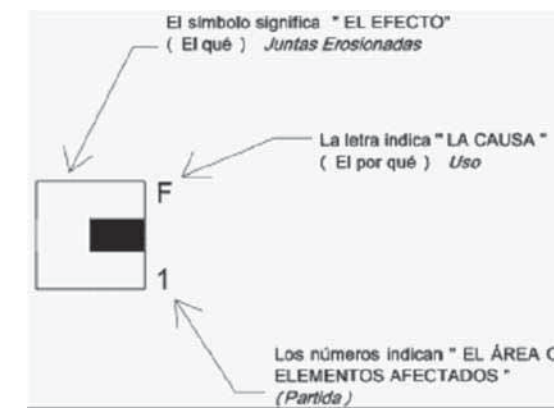 El símbolo significa " EL EFECTO"
( El qué ) Juntas Erosionadas
La letra indica " LA CAUSA "
( El por qué ) Uso
F
1
Los números indican " EL ÁREA O
ELEMENTOS AFECTADOS "
(Partida )